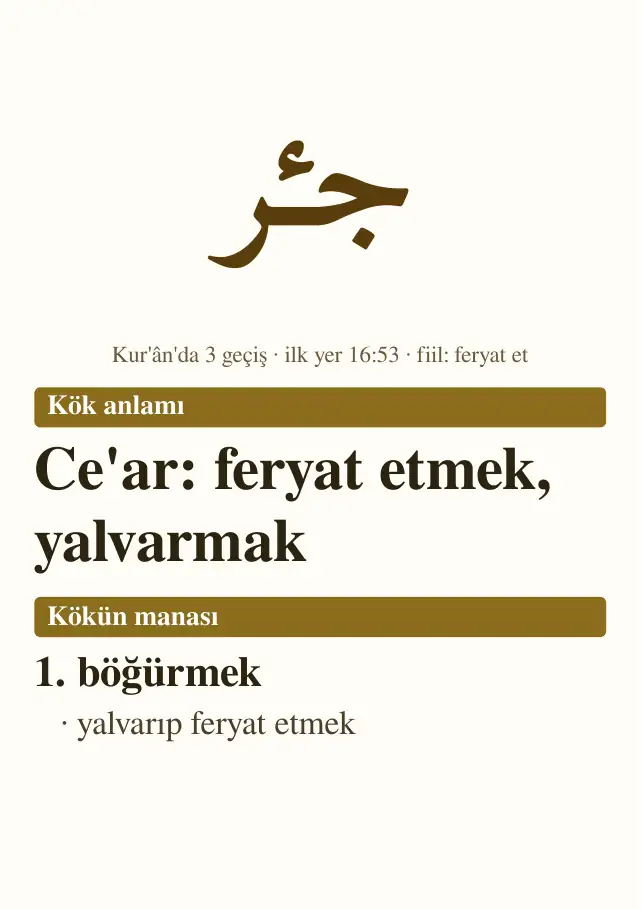 جئر
Kur'ân'da 3 geçiş · ilk yer 16:53 · fiil: feryat et
Kök anlamı
Ce'ar: feryat etmek,
yalvarmak
Kökün manası
1. böğürmek
· yalvarıp feryat etmek